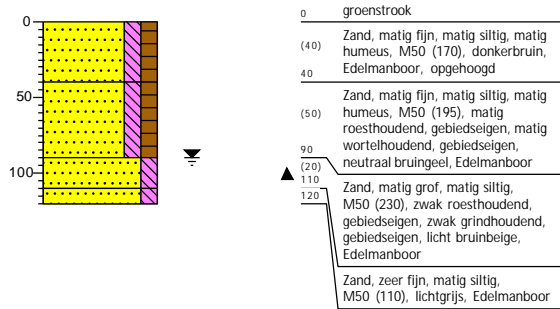 0
50
100
0
groenstrook
(40)
Zand, matig fijn, matig siltig, matig
humeus, M50 (170), donkerbruin,
Edelmanboor, opgehoogd
40
(50)
Zand, matig fijn, matig siltig, matig
humeus, M50 (195), matig
roesthoudend, gebiedseigen, matig
wortelhoudend, gebiedseigen,
neutraal bruingeel, Edelmanboor
90
(20)
110
Zand, matig grof, matig siltig,
M50 (230), zwak roesthoudend,
gebiedseigen, zwak grindhoudend,
gebiedseigen, licht bruinbeige,
Edelmanboor
120
Zand, zeer fijn, matig siltig,
M50 (110), lichtgrijs, Edelmanboor